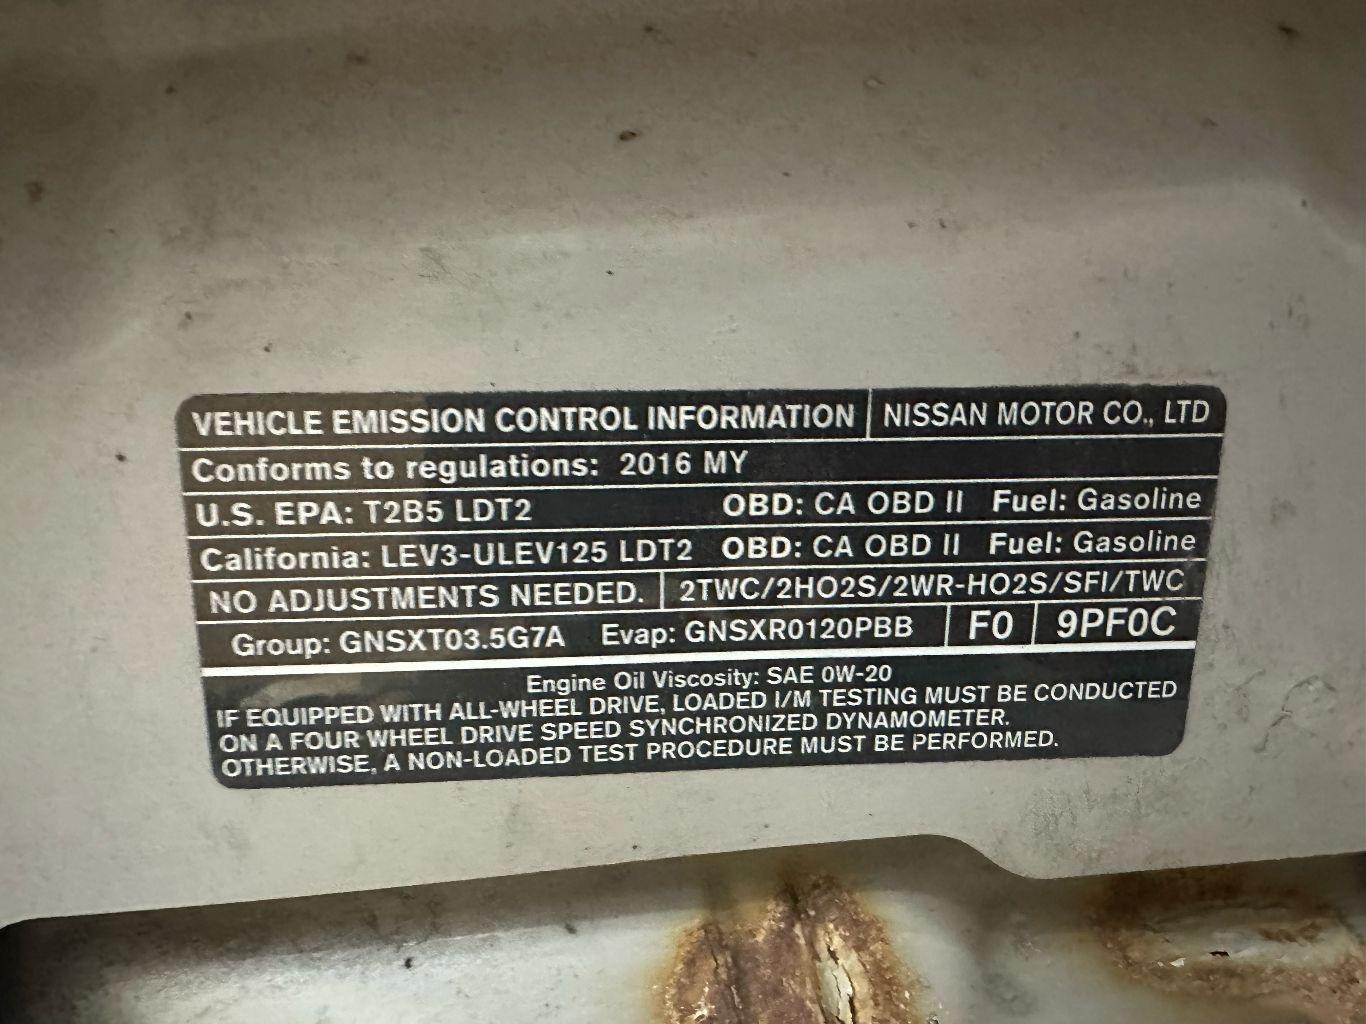 VEHICLE EMISSION CONTROL INFORMATION NISSAN MOTOR CO., LTD
Conforms to regulations: 2016 MY
U.S. EPA: T2B5 LDT2 OBD: CA OBD II Fuel: Gasoline
California: LEV3-ULEV125 LDT2 OBD: CA OBD II Fuel: Gasoline
NO ADJUSTMENTS NEEDED. 2TWC/2HO2S/2WR-HO2S/SFI/TWC
Group: GNSXT03.5G7A Evap: GNSXR0120PBB F0 9PF0C
Engine Oil Viscosity: SAE 0W-20
IF EQUIPPED WITH ALL-WHEEL DRIVE, LOADED I/M TESTING MUST BE CONDUCTED
ON A FOUR WHEEL DRIVE SPEED SYNCHRONIZED DYNAMOMETER.
OTHERWISE, A NON-LOADED TEST PROCEDURE MUST BE PERFORMED.